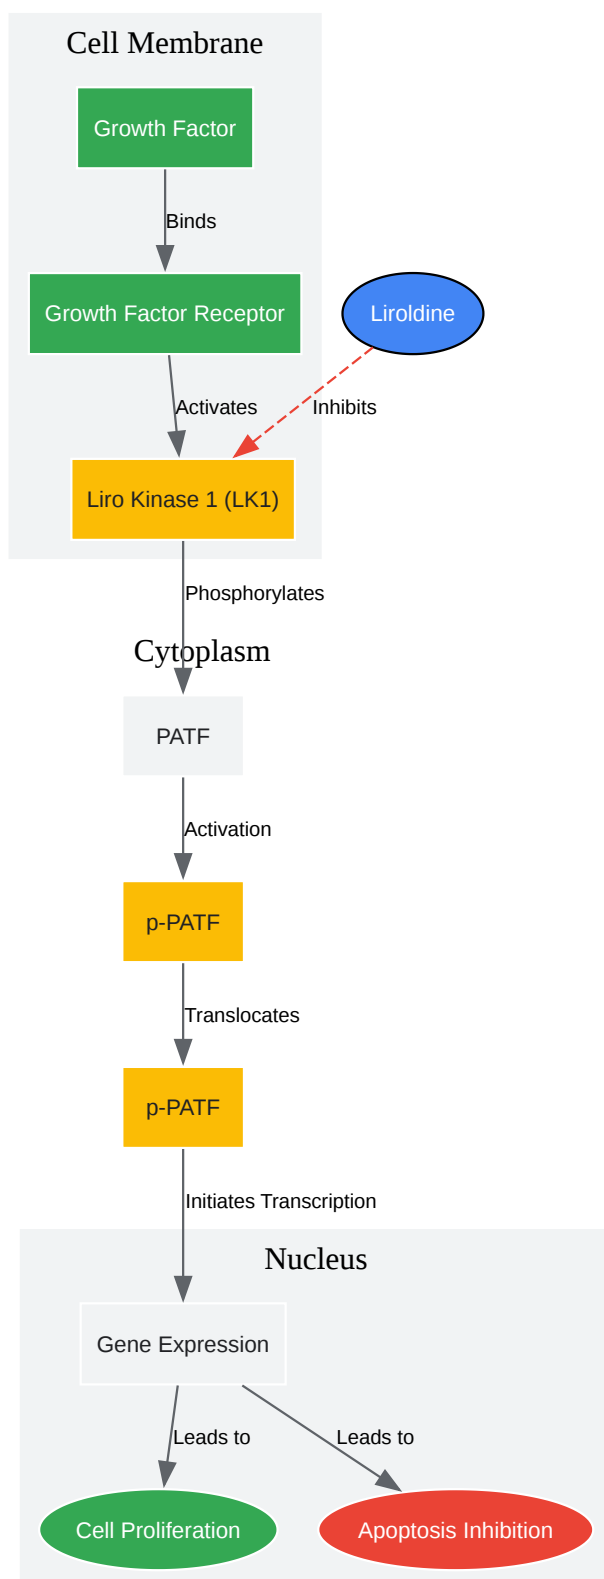 Cell Membrane
Growth Factor
Binds
Growth Factor Receptor
Liroldine
Activates
Inhibits
Liro Kinase 1 (LK1)
Phosphorylates
Cytoplasm
PATF
Activation
p-PATF
Translocates
p-PATF
Initiates Transcription
Nucleus
Gene Expression
Leads to
Leads to
Cell Proliferation
Apoptosis Inhibition